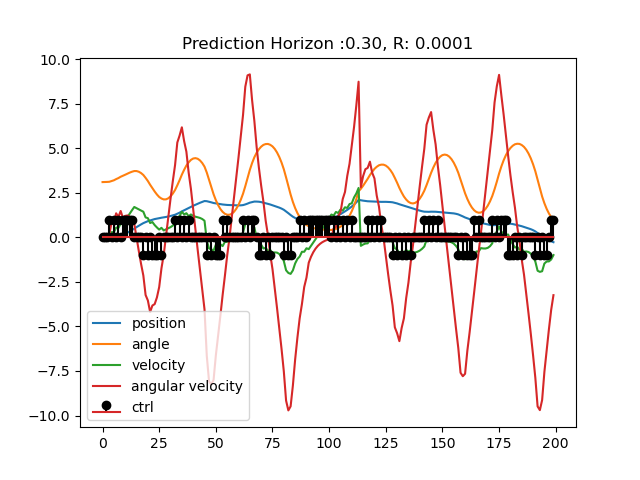 Prediction Horizon :0.30, R: 0.0001
10.0
7.5
5.0
2.5
0.0
−2.5
−5.0
−7.5
−10.0
position
angle
velocity
angular velocity
ctrl
0 25 50 75 100 125 150 175 200